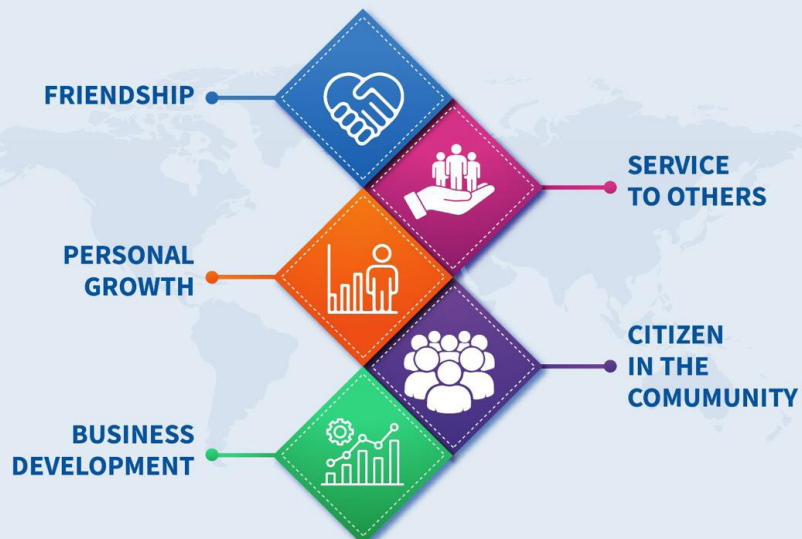 FRIENDSHIP
SERVICE
TO OTHERS
PERSONAL
GROWTH
CITIZEN
IN THE
COMUMUNITY
BUSINESS
DEVELOPMENT